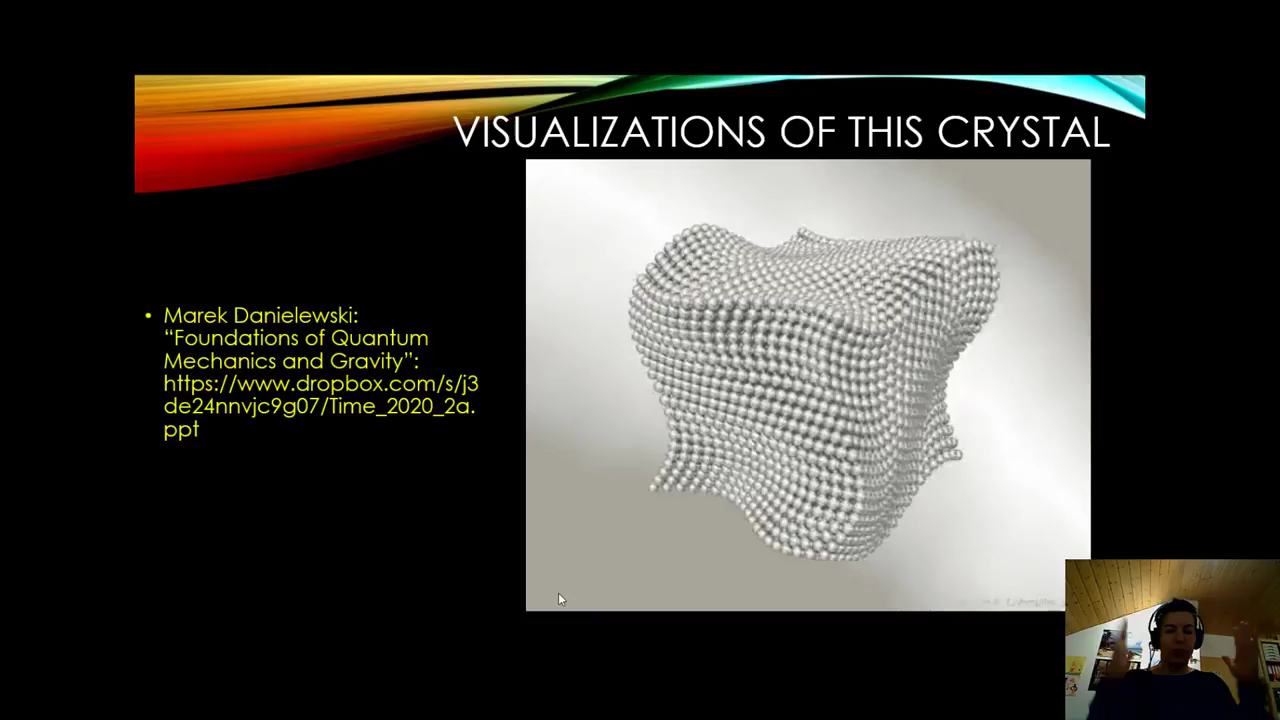 VISUALIZATIONS OF THIS CRYSTAL
• Marek Danielewski:
“Foundations of Quantum
Mechanics and Gravity”:
https://www.dropbox.com/s/j3
de24nnvjc9g07/Time_2020_2a.
ppt